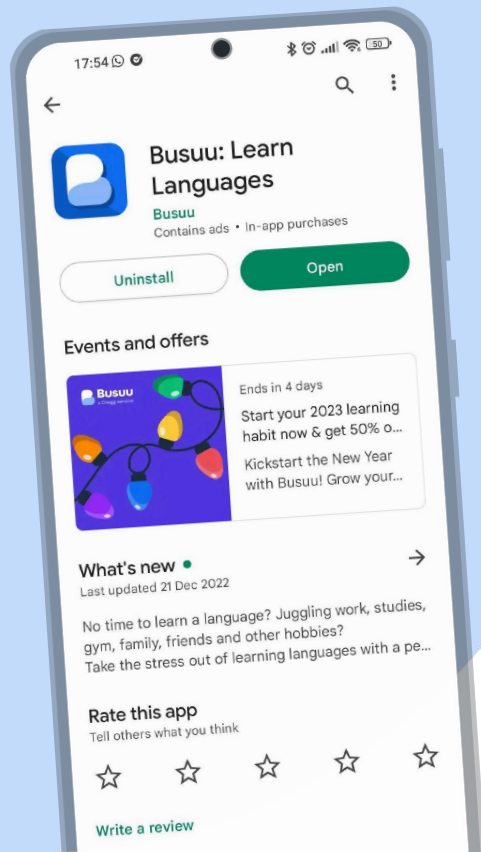 17:54
50
Busuu: Learn
Languages
Busuu
Contains ads • In-app purchases
Uninstall
Open
Events and offers
Busuu
a Chegg service
Ends in 4 days
Start your 2023 learning
habit now & get 50% o...
Kickstart the New Year
with Busuu! Grow your...
What's new
Last updated 21 Dec 2022
No time to learn a language? Juggling work, studies,
gym, family, friends and other hobbies?
Take the stress out of learning languages with a pe...
Rate this app
Tell others what you think
Write a review